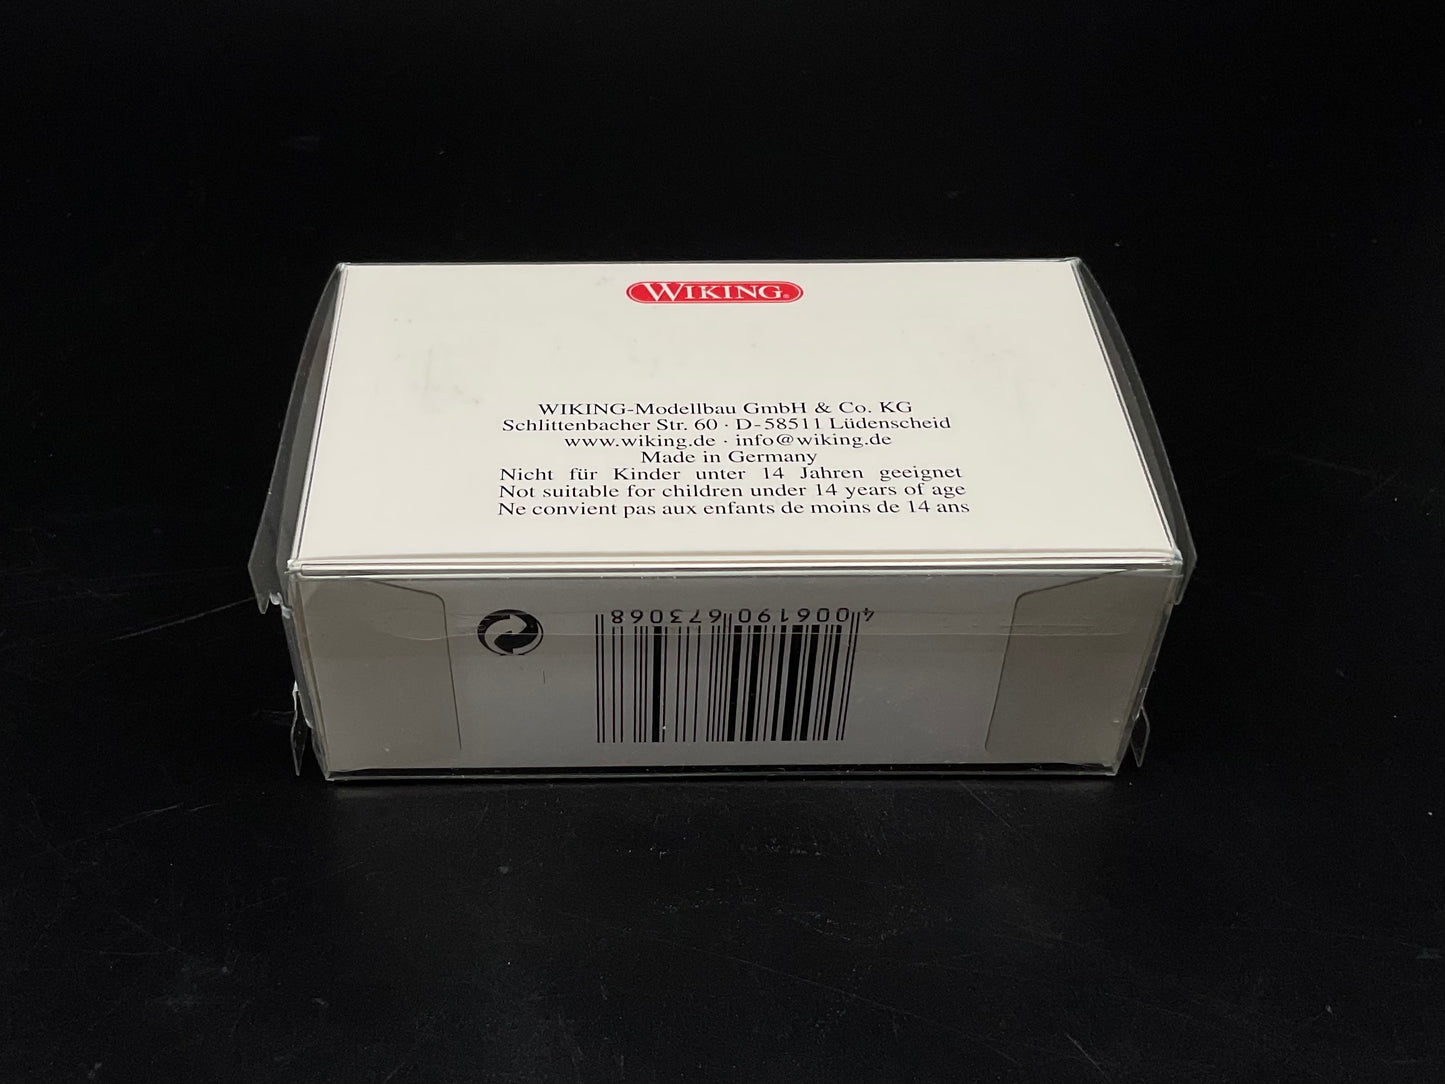 WIKING®
WIKING-Modellbau GmbH & Co. KG
Schlittenbacher Str. 60 · D-58511 Lüdenscheid
www.wiking.de · info@wiking.de
Made in Germany
Nicht für Kinder unter 14 Jahren geeignet
Not suitable for children under 14 years of age
Ne convient pas aux enfants de moins de 14 ans
4 006190 673068